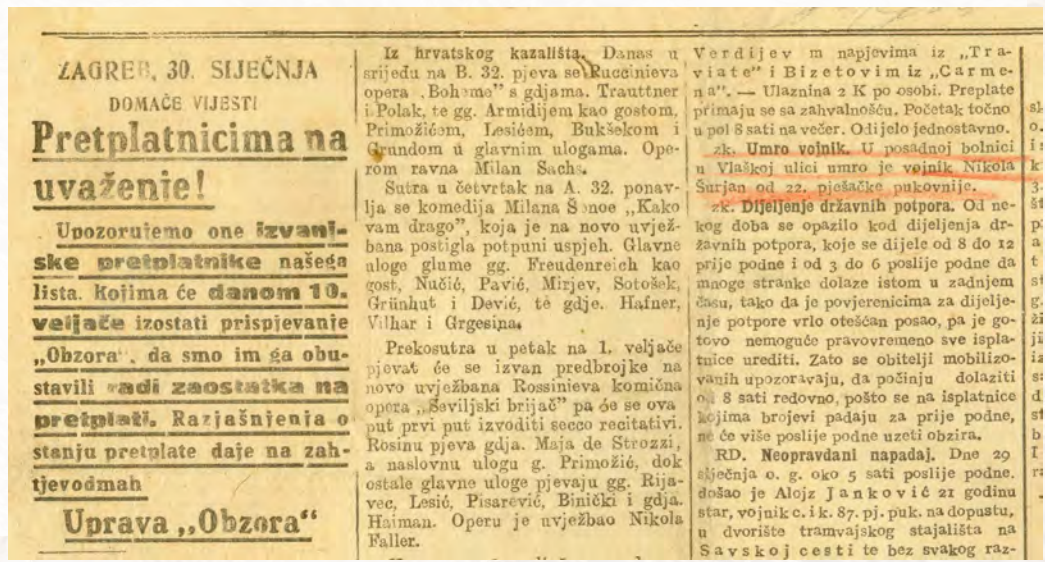 ZAGREB, 30. SIJEČNJA
DOMAĆE VIJESTI
Pretplatnicima na
uvaženje!
Upozorujemo one izvanj-
ske pretplatnike našega
lista. Kojima će danom 10.
veljače izostati prispjevanje
„Obzora“, da smo im ga obu-
stavili radi zaostatka na
pretplati. Razjašnjenja o
stanju pretplate daje na zah-
tjevodmah
Uprava „Obzora“
Iz hrvatskog kazališta. Danas u
srijedu na B. 32. pjeva se Puccinieva
opera „Boheme“ s gdjama. Trauttner
i Polak, te gg. Armidijem kao gostom,
Primožićem, Lesićem, Bukšekom i
Grundom u glavnim ulogama. Ope-
rom ravna Milan Sachs.
Sutra u četvrtak na A. 32. ponav-
lja se komedija Milana Šenoe „Kako
vam drago“, koja je na novo uvjež-
bana postigla potpuni uspjeh. Glavne
uloge glume gg. Freudenreich kao
gost, Nučić, Pavić, Mirjev, Sotošek,
Grünhut i Dević, te gdje. Hafner,
Vilhar i Grgesina.
Prekosutra u petak na 1. veljače
pjevat će se izvan predbrojke na
novo uvježbana Rossinieva komična
opera „Seviljski brijač“ pa će se ova
put prvi put izvoditi secco recitativi.
Rosinu pjeva gdja. Maja de Strozzi,
a naslovnu ulogu g. Primožić, dok
ostale glavne uloge pjevaju gg. Rija-
vec, Lesić, Pisarević, Binički i gdja.
Haiman. Operu je uvježbao Nikola
Faller.
Verdijev m napjevima iz „Tra-
viate“ i Bizetovim iz „Carme-
na“. — Ulaznina 2 K po osobi. Preplate
primaju se sa zahvalnošću. Početak točno
u pol 8 sati na večer. Odijelo jednostavno.
zk. Umro vojnik. U posadnoj bolnici
u Vlaškoj ulici umro je vojnik Nikola
Šurjan od 22. pješačke pukovnije.
zk. Dijeljenje državnih potpora. Od ne-
kog doba se opazilo kod dijeljenja dr-
žavnih potpora, koje se dijele od 8 do 12
prije podne i od 3 do 6 poslije podne da
mnoge stranke dolaze istom u zadnjem
času, tako da je povjerenicima za dijelje-
nje potpore vrlo otešćan posao, pa je go-
tovo nemoguće pravovremeno sve ispla-
tnice urediti. Zato se obitelji mobilizo-
vanih upozoravaju, da počinju dolaziti
od 8 sati redovno, pošto se na isplatnice
kojima brojevi padaju za prije podne,
ne će više poslije podne uzeti obzira.
RD. Neopravdani napadaj. Dne 29
siječnja o. g. oko 5 sati poslije podne.
došao je Alojz Janković 21 godinu
star, vojnik c. i k. 87. pj. puk. na dopustu,
u dvorište tramvajskog stajališta na
Savskoj cesti te bez svakog raz-